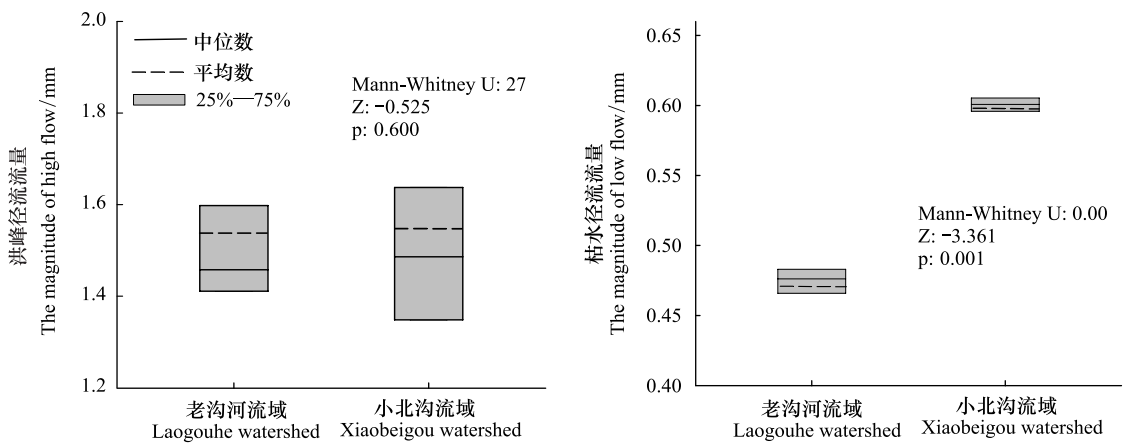 洪峰径流流量
The magnitude of high flow/mm
2.0
1.8
1.6
1.4
1.2
中位数
平均数
25%—75%
Mann-Whitney U: 27
Z: -0.525
p: 0.600
老沟河流域
Laogouhe watershed
小北沟流域
Xiaobeigou watershed
枯水径流流量
The magnitude of low flow/mm
0.65
0.60
0.55
0.50
0.45
0.40
Mann-Whitney U: 0.00
Z: -3.361
p: 0.001
老沟河流域
Laogouhe watershed
小北沟流域
Xiaobeigou watershed